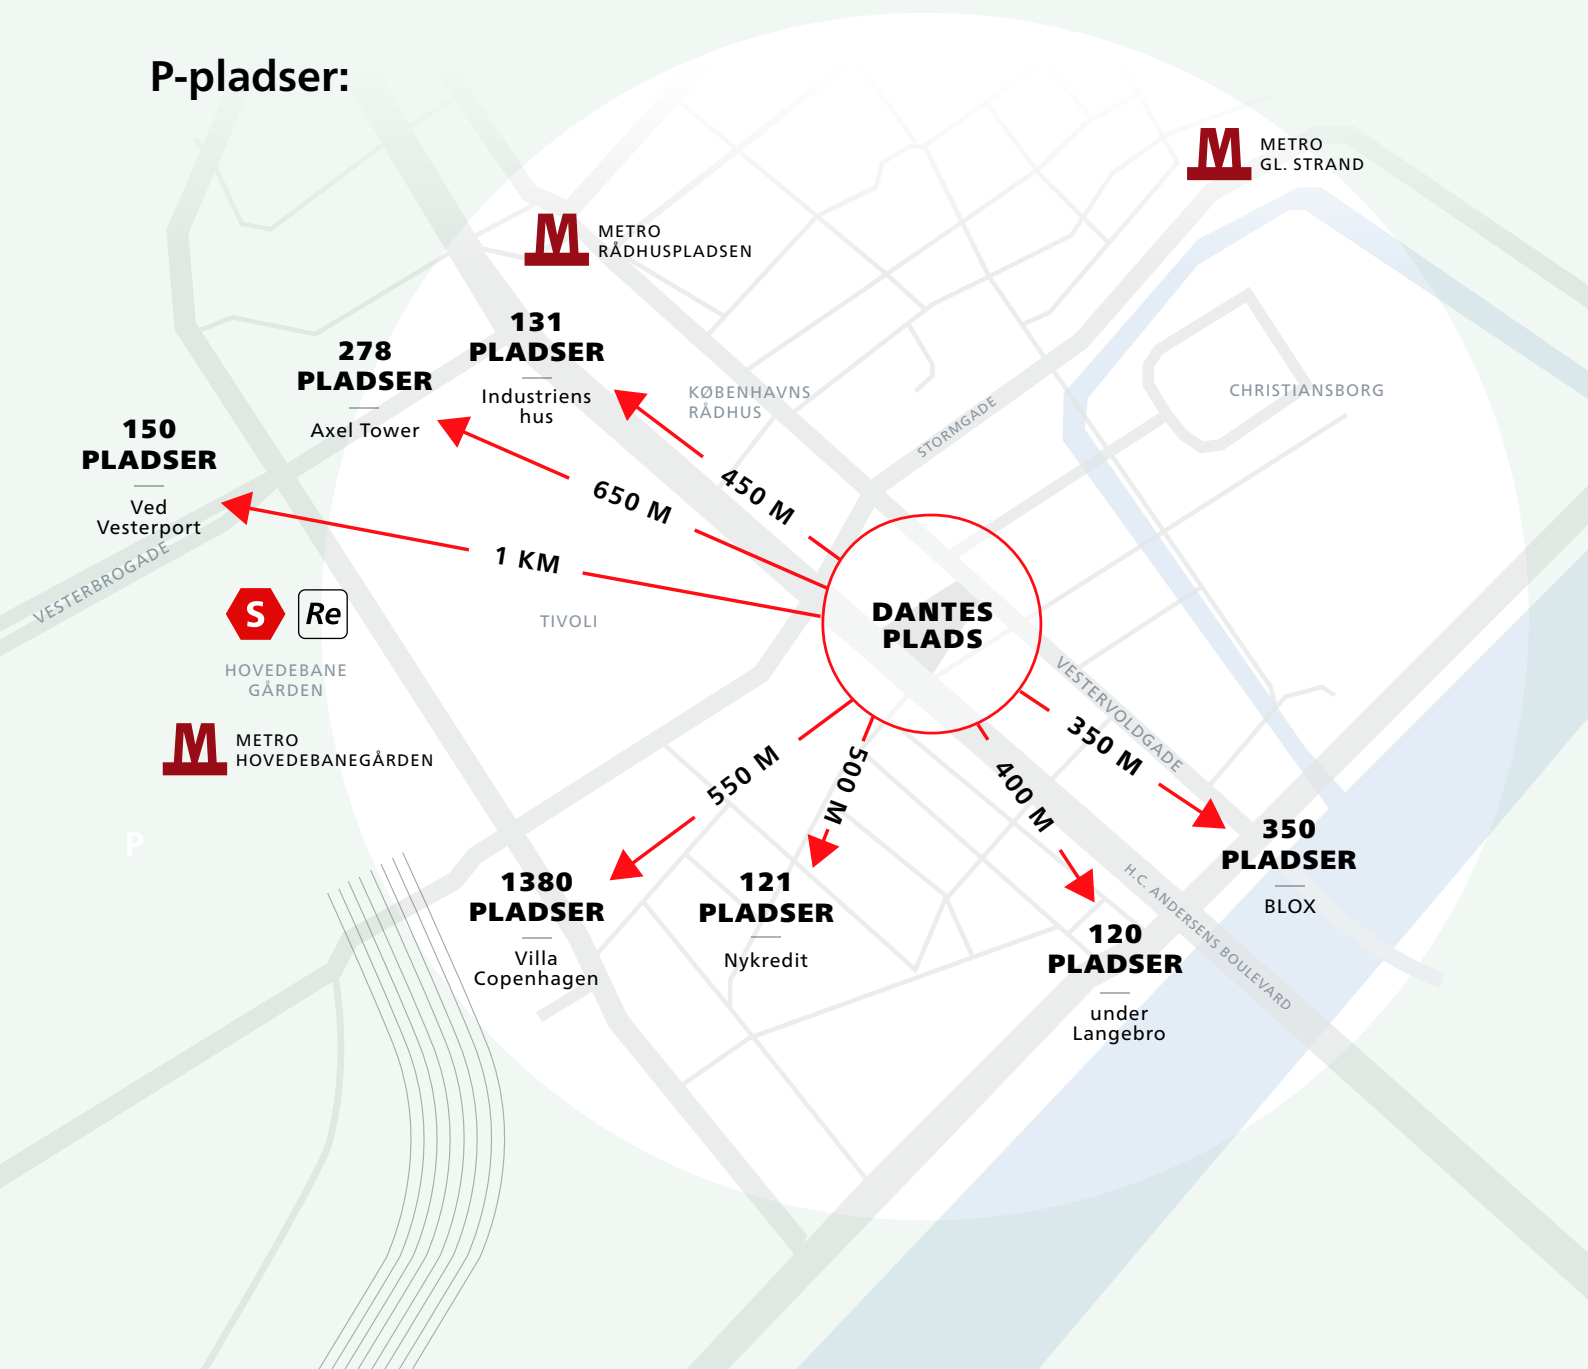 P-pladser:
M
METRO
GL. STRAND
M
METRO
RÅDHUSPLADSEN
131
PLADSER
Industriens
hus
278
PLADSER
Axel Tower
150
PLADSER
Ved
Vesterport
KØBENHAVNS
RÅDHUS
CHRISTIANSBORG
STORMGADE
450 M
650 M
1 KM
VESTERBROGADE
S
Re
HOVEDEBANE
GÅRDEN
TIVOLI
DANTES
PLADS
M
METRO
HOVEDEBANEGÅRDEN
VESTERVOLDGADE
350 M
400 M
500 M
550 M
P
350
PLADSER
BLOX
1380
PLADSER
Villa
Copenhagen
121
PLADSER
Nykredit
H.C. ANDERSENS BOULEVARD
120
PLADSER
under
Langebro